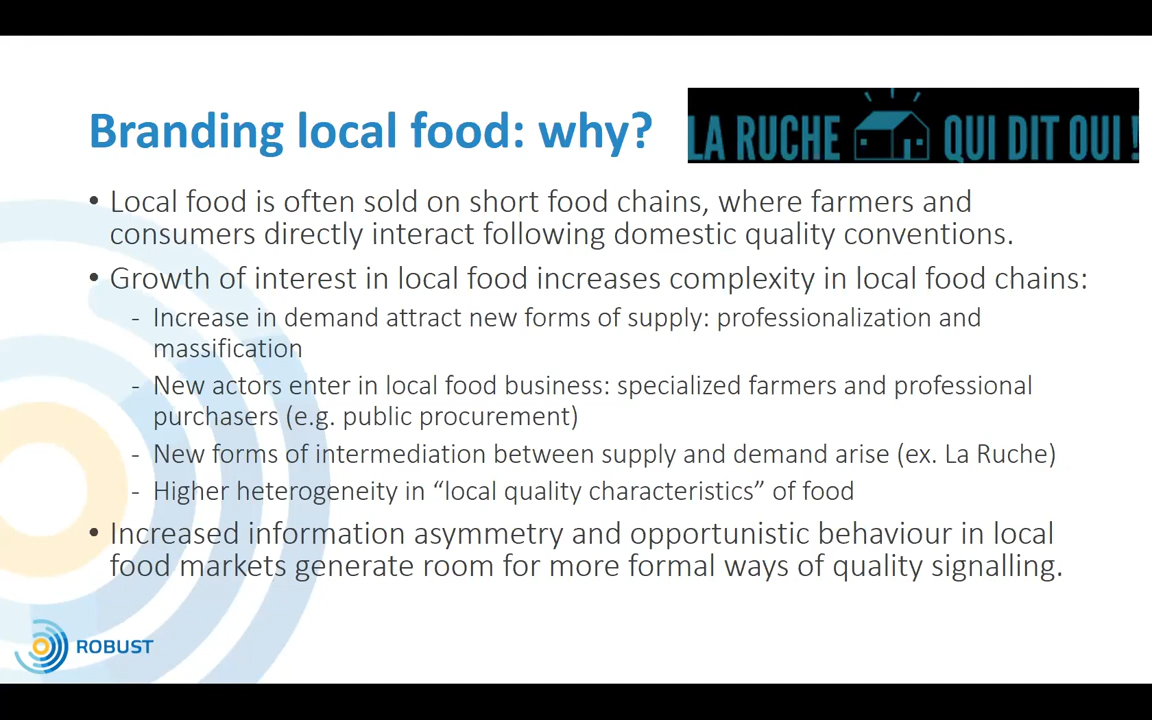 Branding local food: why?
LA RUCHE QUI DIT OUI !
• Local food is often sold on short food chains, where farmers and
consumers directly interact following domestic quality conventions.
• Growth of interest in local food increases complexity in local food chains:
- Increase in demand attract new forms of supply: professionalization and
massification
- New actors enter in local food business: specialized farmers and professional
purchasers (e.g. public procurement)
- New forms of intermediation between supply and demand arise (ex. La Ruche)
- Higher heterogeneity in “local quality characteristics” of food
• Increased information asymmetry and opportunistic behaviour in local
food markets generate room for more formal ways of quality signalling.
ROBUST